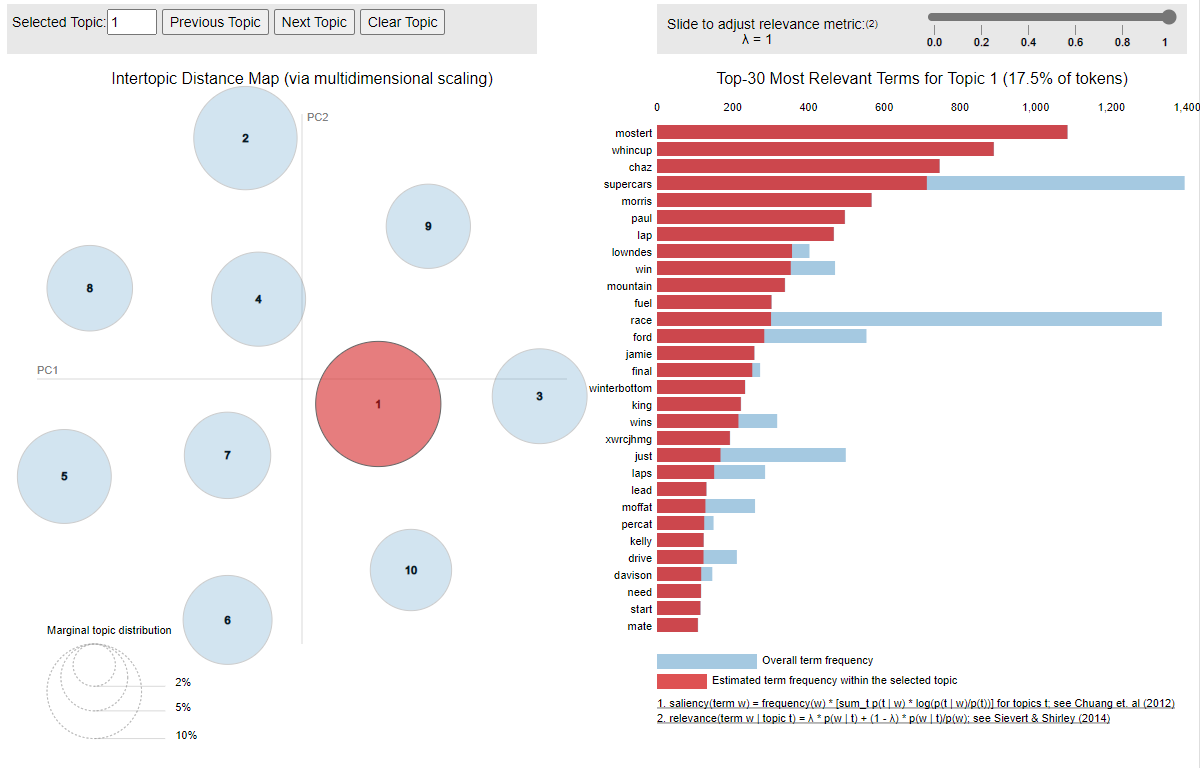 Selected Topic: 1 Previous Topic Next Topic Clear Topic
Slide to adjust relevance metric:(2)
λ = 1
0.0 0.2 0.4 0.6 0.8 1
Intertopic Distance Map (via multidimensional scaling)
PC2
PC1
2
9
8
4
1
3
7
5
10
6
Marginal topic distribution
2%
5%
10%
Top-30 Most Relevant Terms for Topic 1 (17.5% of tokens)
0 200 400 600 800 1,000 1,200 1,400
mostert
whincup
chaz
supercars
morris
paul
lap
lowndes
win
mountain
fuel
race
ford
jamie
final
winterbottom
king
wins
xwrcjhmg
just
laps
lead
moffat
percat
kelly
drive
davison
need
start
mate
Overall term frequency
Estimated term frequency within the selected topic
1. saliency(term w) = frequency(w) * [sum_t p(t | w) * log(p(t | w)/p(t))] for topics t; see Chuang et. al (2012)
2. relevance(term w | topic t) = λ * p(w | t) + (1 - λ) * p(w | t)/p(w); see Sievert & Shirley (2014)